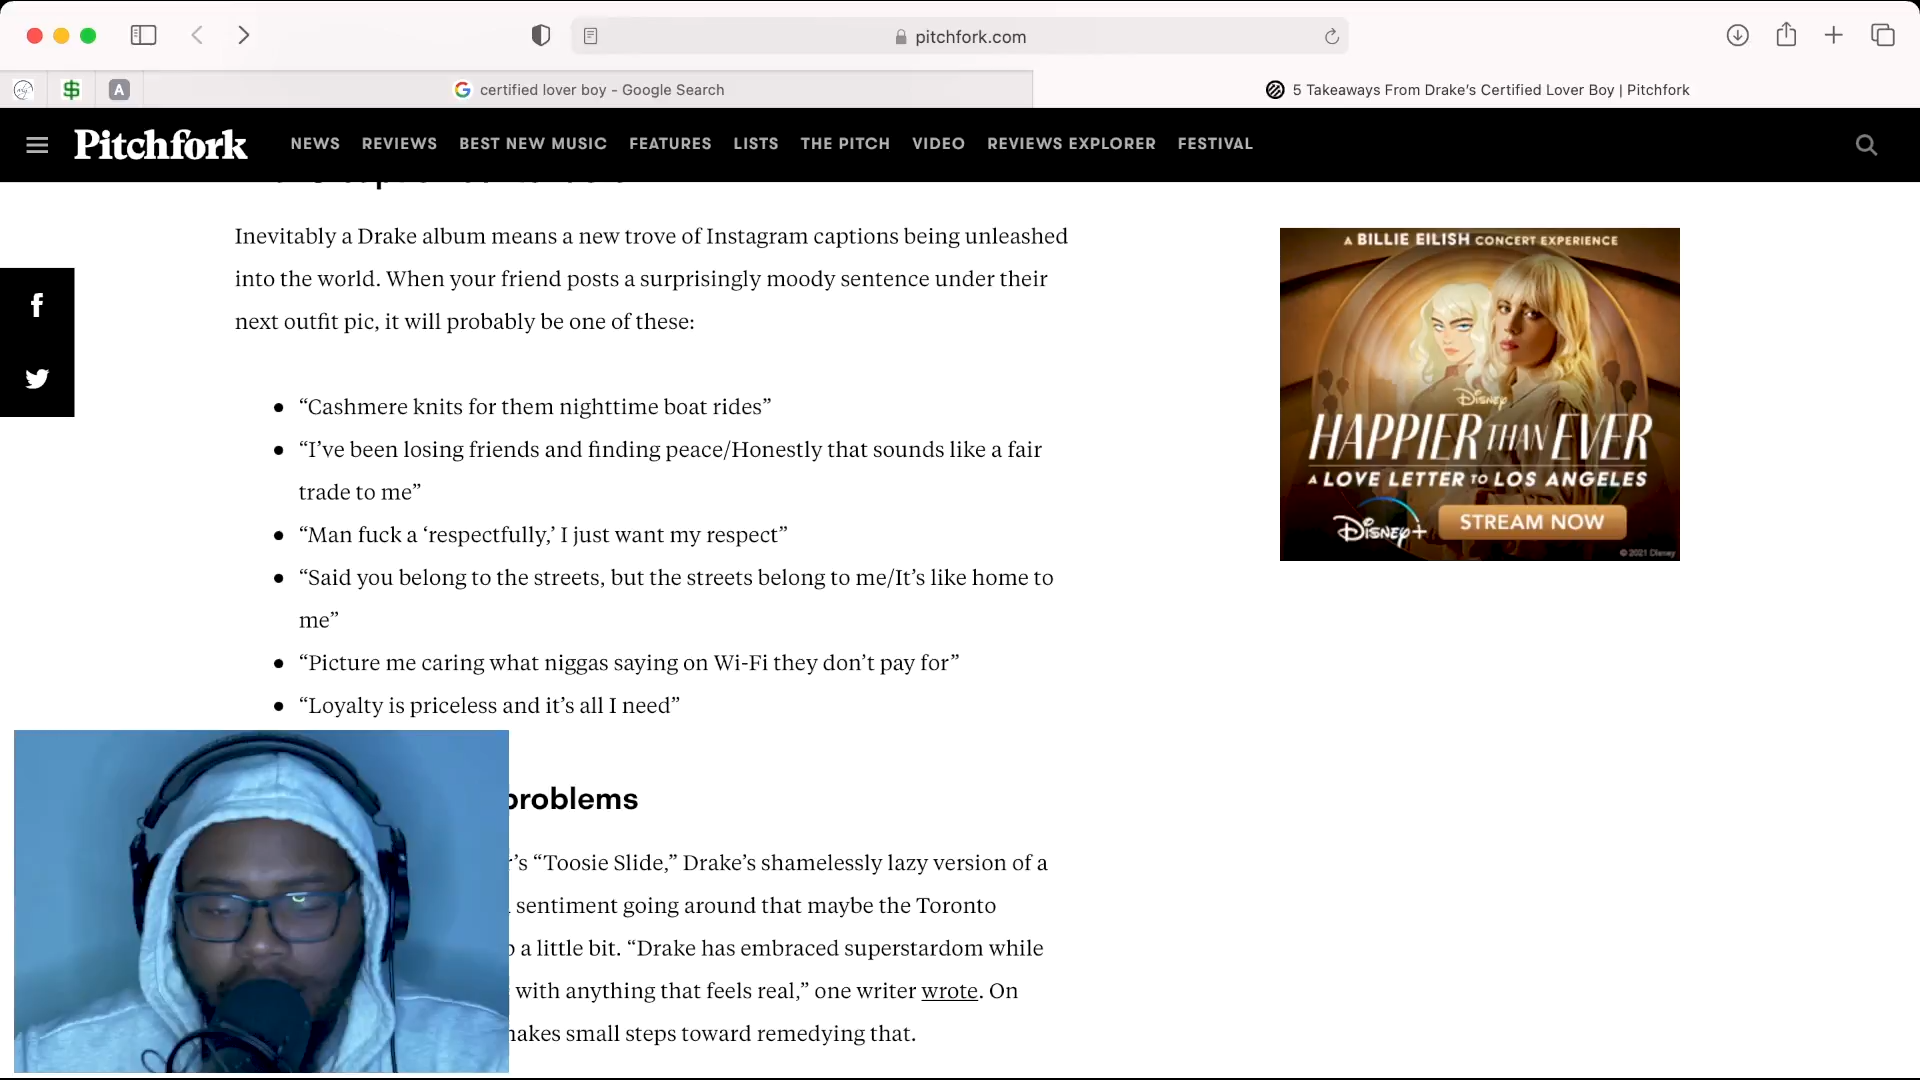 pitchfork.com
A
certified lover boy - Google Search
5 Takeaways From Drake's Certified Lover Boy | Pitchfork
Pitchfork
NEWS REVIEWS BEST NEW MUSIC FEATURES LISTS THE PITCH VIDEO REVIEWS EXPLORER FESTIVAL
Inevitably a Drake album means a new trove of Instagram captions being unleashed
into the world. When your friend posts a surprisingly moody sentence under their
next outfit pic, it will probably be one of these:
“Cashmere knits for them nighttime boat rides”
“I’ve been losing friends and finding peace/Honestly that sounds like a fair
trade to me”
“Man fuck a ‘respectfully,’ I just want my respect”
“Said you belong to the streets, but the streets belong to me/It’s like home to
me”
“Picture me caring what niggas saying on Wi-Fi they don’t pay for”
“Loyalty is priceless and it’s all I need”
problems
’s “Toosie Slide,” Drake’s shamelessly lazy version of a
sentiment going around that maybe the Toronto
a little bit. “Drake has embraced superstardom while
with anything that feels real,” one writer wrote. On
makes small steps toward remedying that.
A BILLIE EILISH CONCERT EXPERIENCE
Disney
HAPPIER THAN EVER
A LOVE LETTER TO LOS ANGELES
Disney+
STREAM NOW
© 2021 Disney